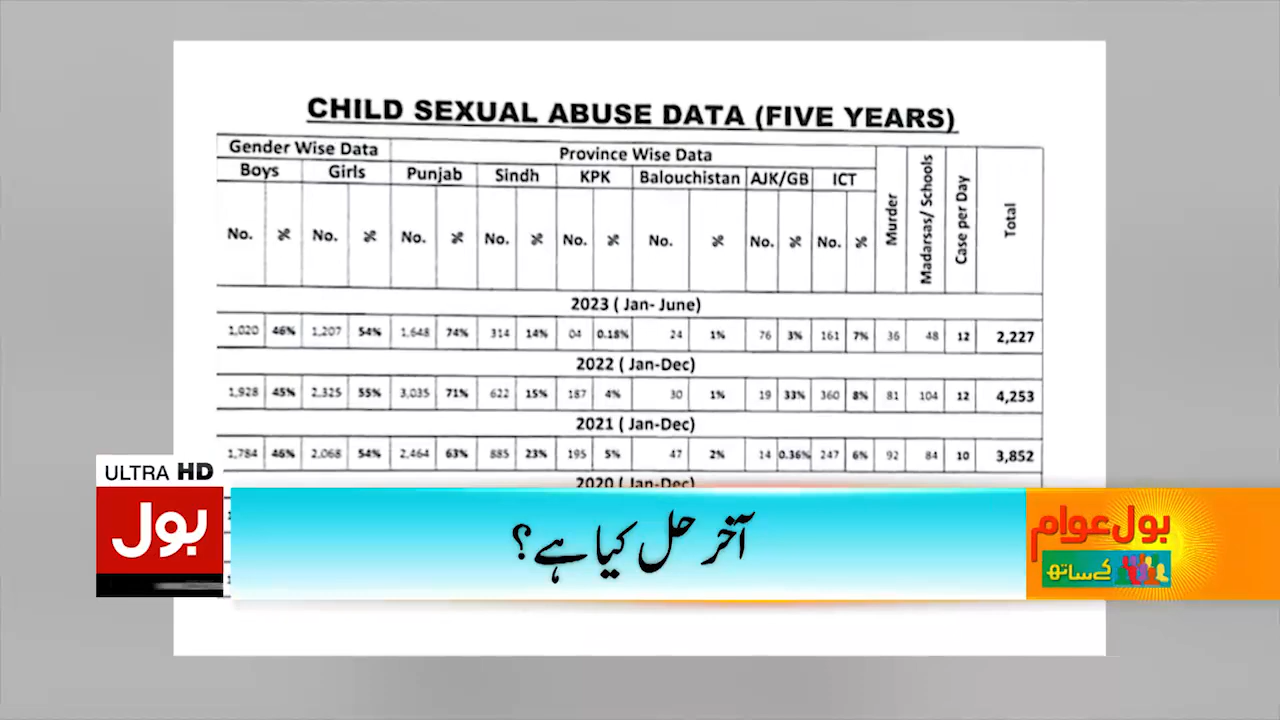 CHILD SEXUAL ABUSE DATA (FIVE YEARS)
Gender Wise Data Province Wise Data Murder Madarsas/ Schools Case per Day Total
Boys Girls Punjab Sindh KPK Balouchistan AJK/GB ICT
No. % No. % No. % No. % No. % No. % No. % No. %
2023 ( Jan- June)
1,020 46% 1,207 54% 1,648 74% 314 14% 04 0.18% 24 1% 76 3% 161 7% 36 48 12 2,227
2022 ( Jan-Dec)
1,928 45% 2,325 55% 3,035 71% 622 15% 187 4% 30 1% 19 33% 360 8% 81 104 12 4,253
2021 ( Jan-Dec)
1,784 46% 2,068 54% 2,464 63% 885 23% 195 5% 47 2% 14 0.36% 247 6% 92 84 10 3,852
2020 ( Jan-Dec)
ULTRA HD
بول
آخر حل کیا ہے؟
بول عوام
کے ساتھ